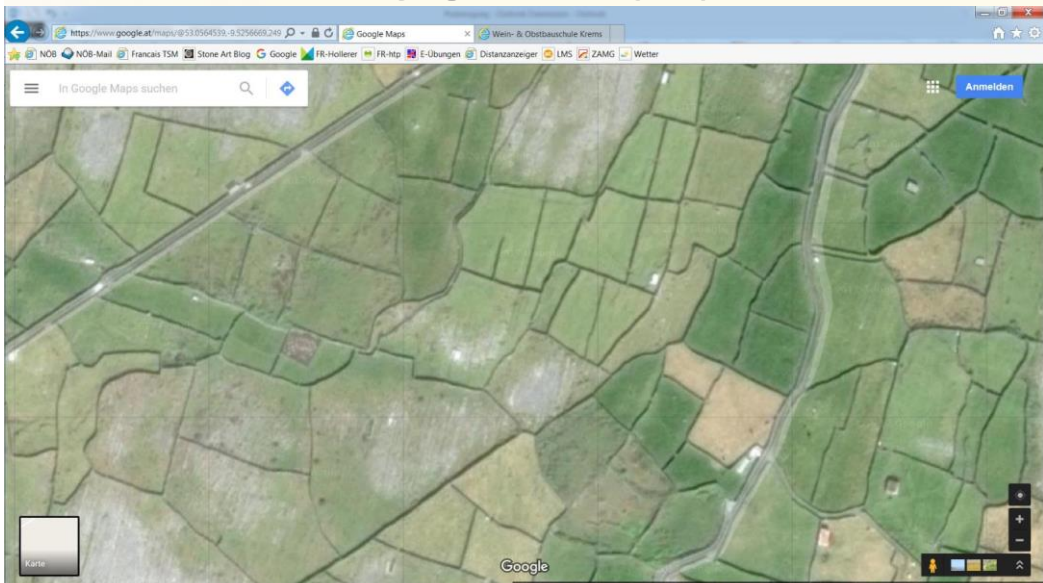 https://www.google.at/maps/@53.0564539,-9.5256669,249
Google Maps
Wein- & Obstbauschule Krems
NÖB
NÖB-Mail
Francais TSM
Stone Art Blog
Google
FR-Hollerer
FR-htp
E-Übungen
Distanzanzeiger
LMS
ZAMG
Wetter
In Google Maps suchen
Anmelden
Karte
Google